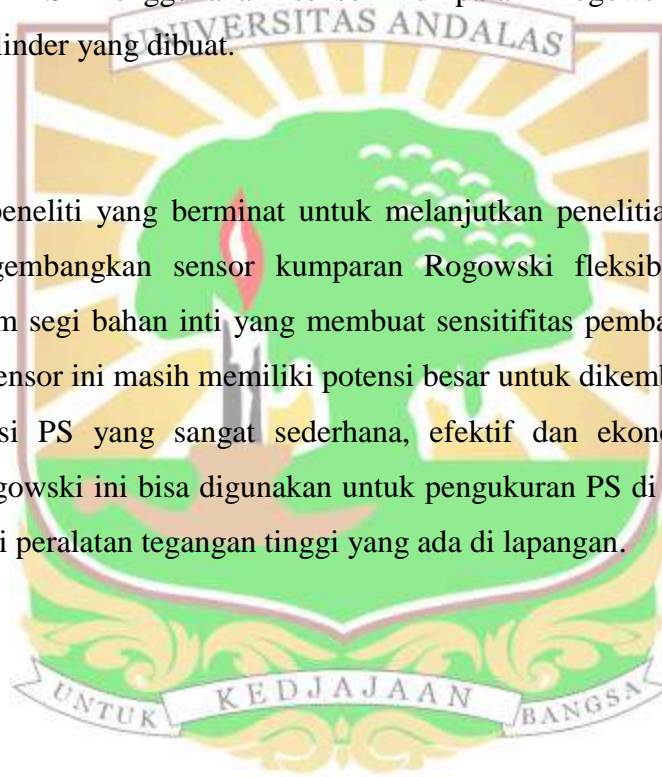 UNIVERSITAS ANDALAS
linder yang dibuat.
peneliti yang berminat untuk melanjutkan penelitia
gembangkan sensor kumparan Rogowski fleksib
m segi bahan inti yang membuat sensitifitas pemba
ensor ini masih memiliki potensi besar untuk dikemb
si PS yang sangat sederhana, efektif dan ekono
gowski ini bisa digunakan untuk pengukuran PS di
i peralatan tegangan tinggi yang ada di lapangan.
UNTUK KEDJAJAAN BANGSA